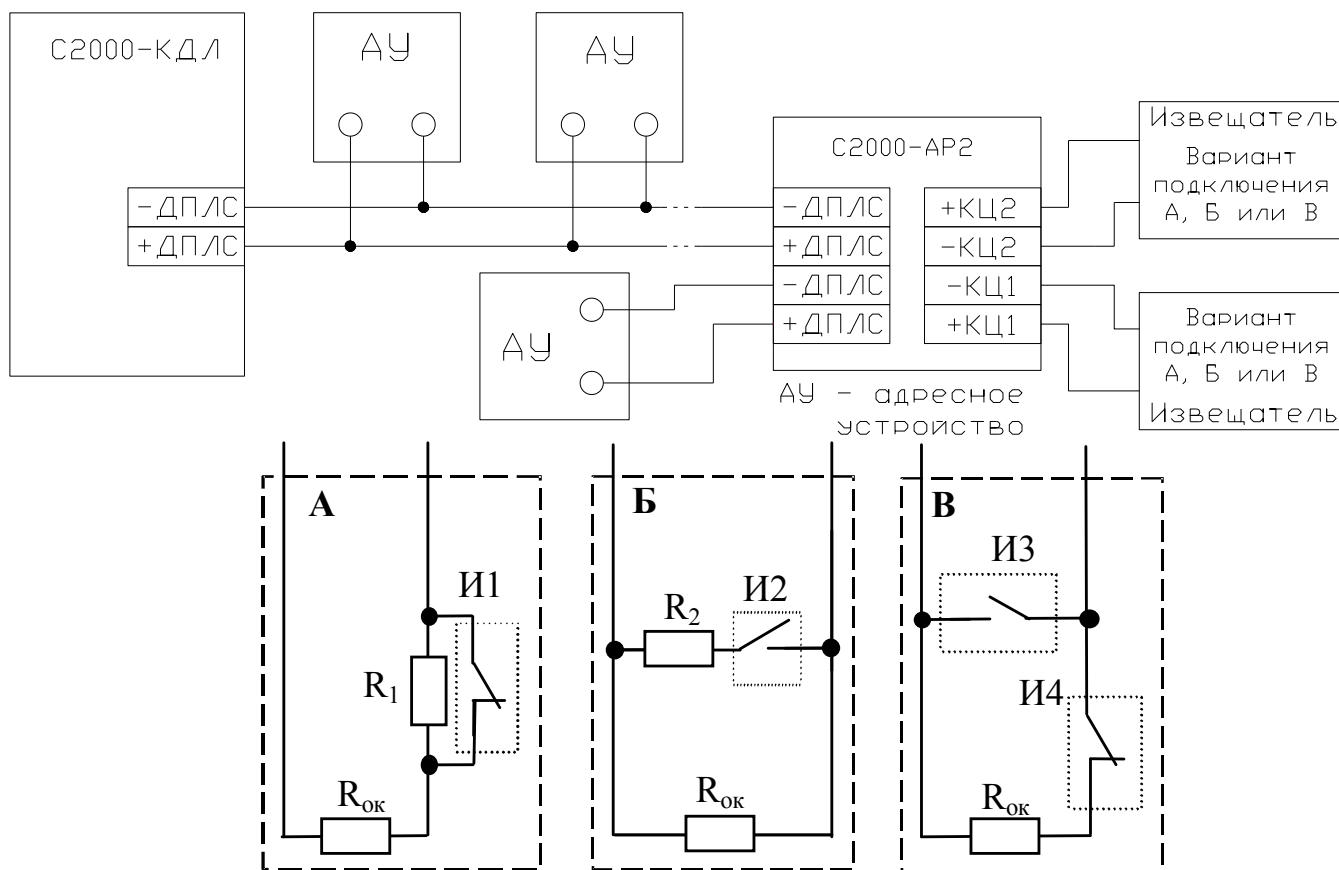 С2000-КДЛ
АУ
АУ
-ДПЛС
+ДПЛС
С2000-АР2
-ДПЛС
+ДПЛС
-ДПЛС
+ДПЛС
+КЦ2
-КЦ2
-КЦ1
+КЦ1
Извещатель
Вариант
подключения
А, Б или В
Вариант
подключения
А, Б или В
Извещатель
АУ
АУ - адресное
устройство
А
И1
R1
Rок
Б
R2
И2
Rок
В
И3
И4
Rок